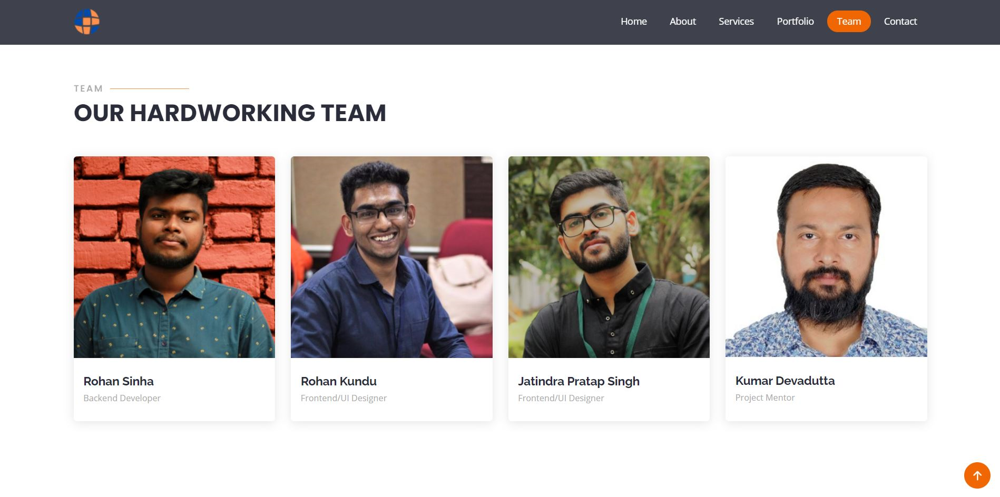 Home About Services Portfolio Team Contact
TEAM
OUR HARDWORKING TEAM
Rohan Sinha
Backend Developer
Rohan Kundu
Frontend/UI Designer
Jatindra Pratap Singh
Frontend/UI Designer
Kumar Devadutta
Project Mentor